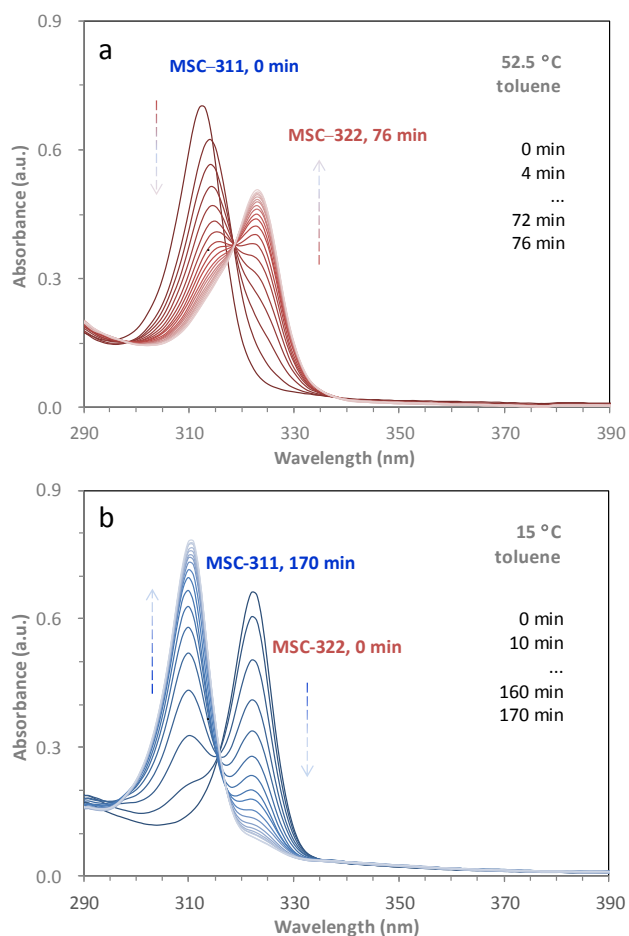 a
MSC–311, 0 min
52.5 °C
toluene
MSC–322, 76 min
0 min
4 min
...
72 min
76 min
Absorbance (a.u.)
0.9
0.6
0.3
0.0
290
310
330
350
370
390
Wavelength (nm)
b
MSC-311, 170 min
15 °C
toluene
MSC-322, 0 min
0 min
10 min
...
160 min
170 min
Absorbance (a.u.)
0.9
0.6
0.3
0.0
290
310
330
350
370
390
Wavelength (nm)